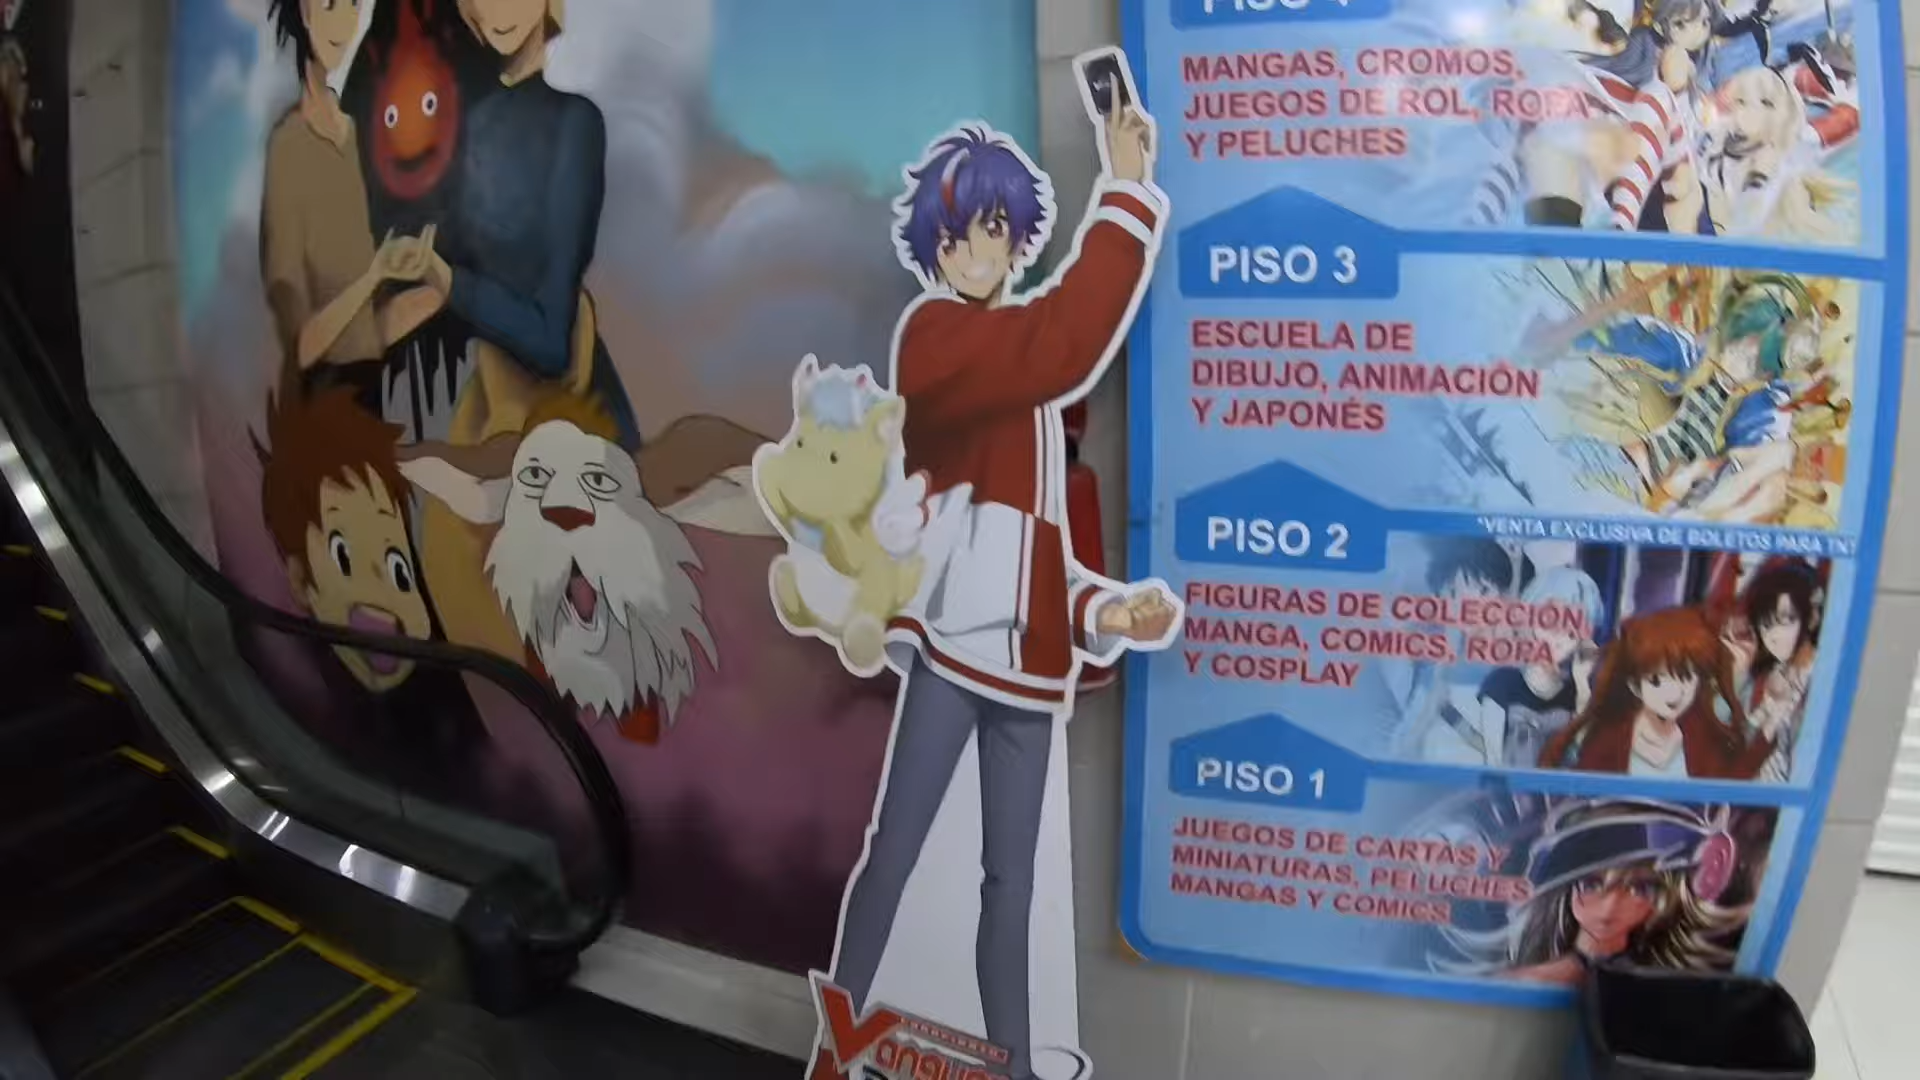 PISO 4
MANGAS, CROMOS,
JUEGOS DE ROL, ROPA
Y PELUCHES
PISO 3
ESCUELA DE
DIBUJO, ANIMACIÓN
Y JAPONÉS
*VENTA EXCLUSIVA DE BOLETOS PARA TNT
PISO 2
FIGURAS DE COLECCIÓN,
MANGA, COMICS, ROPA
Y COSPLAY
PISO 1
JUEGOS DE CARTAS Y
MINIATURAS, PELUCHES
MANGAS Y COMICS